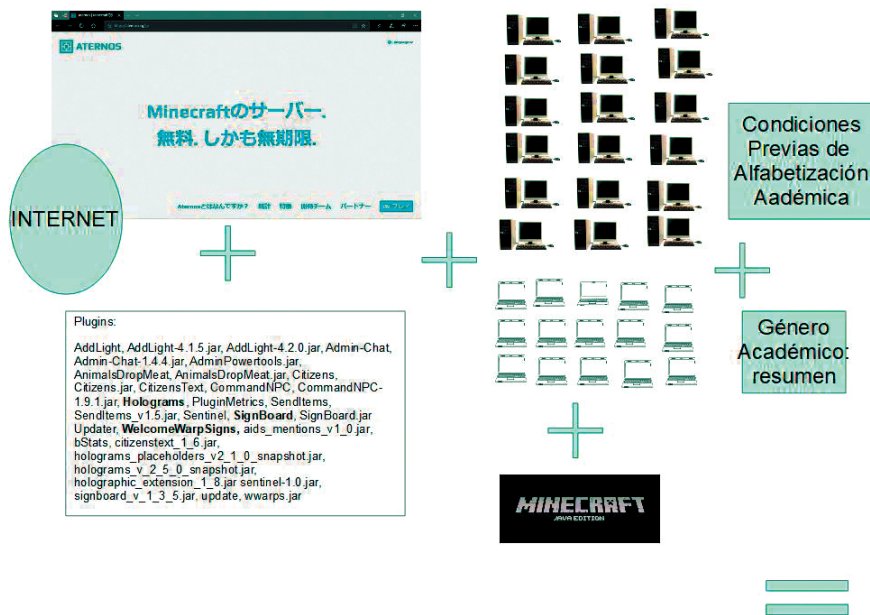 ATERNOS
Minecraftのサーバー.
無料. しかも無期限.
Aternosとはなんですか? 統計 特徴 パートナー
INTERNET
Plugins:
AddLight, AddLight-4.1.5.jar, AddLight-4.2.0.jar, Admin-Chat,
Admin-Chat-1.4.4.jar, AdminPowertools.jar,
AnimalsDropMeat, AnimalsDropMeat.jar, Citizens,
Citizens.jar, CitizensText, CommandNPC, CommandNPC-
1.9.1.jar, Holograms, PluginMetrics, SendItems,
SendItems_v1.5.jar, Sentinel, SignBoard, SignBoard.jar
Updater, WelcomeWarpSigns, aids_mentions_v1_0.jar,
bStats, citizenstext_1_6.jar,
holograms_placeholders_v2_1_0_snapshot.jar,
holograms_v_2_5_0_snapshot.jar,
holographic_extension_1_8.jar sentinel-1.0.jar,
signboard_v_1_3_5.jar, update, wwarps.jar
MINECRAFT
JAVA EDITION
Condiciones
Previas de
Alfabetización
Aadémica
Género
Académico:
resumen